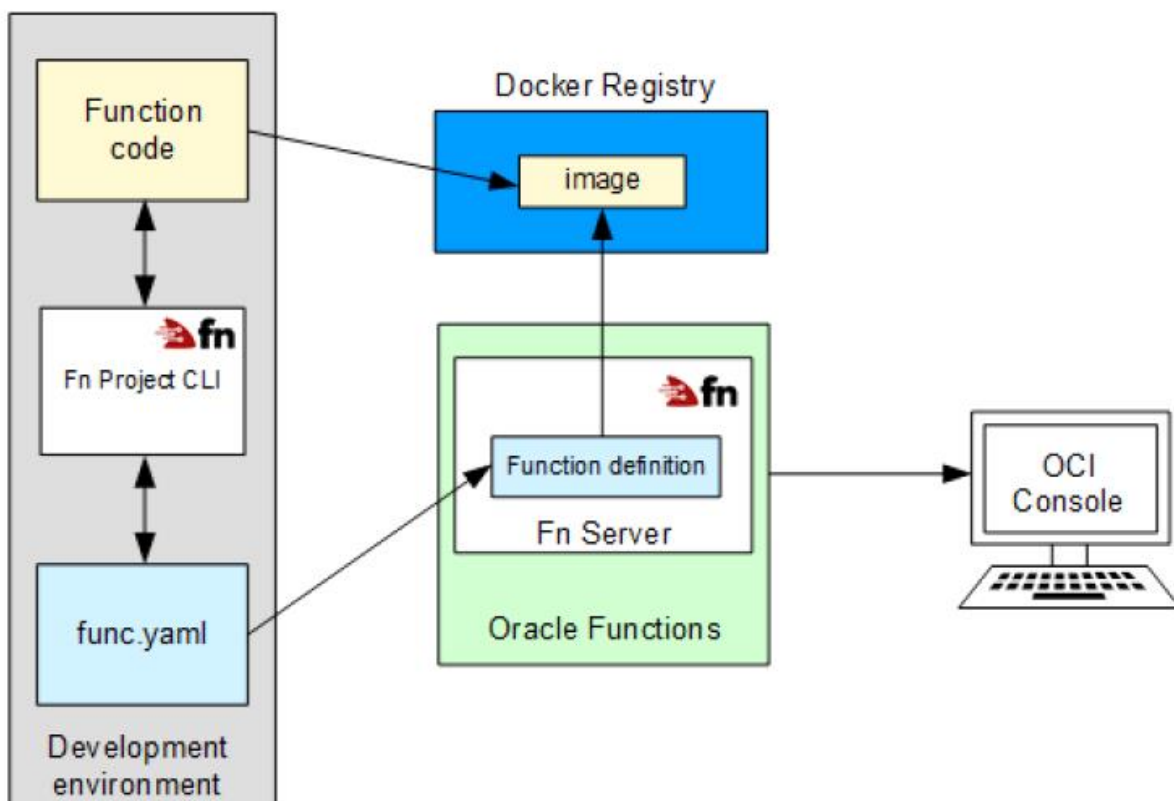 Function
code
fn
Fn Project CLI
func.yaml
Development
environment
Docker Registry
image
fn
Function definition
Fn Server
Oracle Functions
OCI
Console